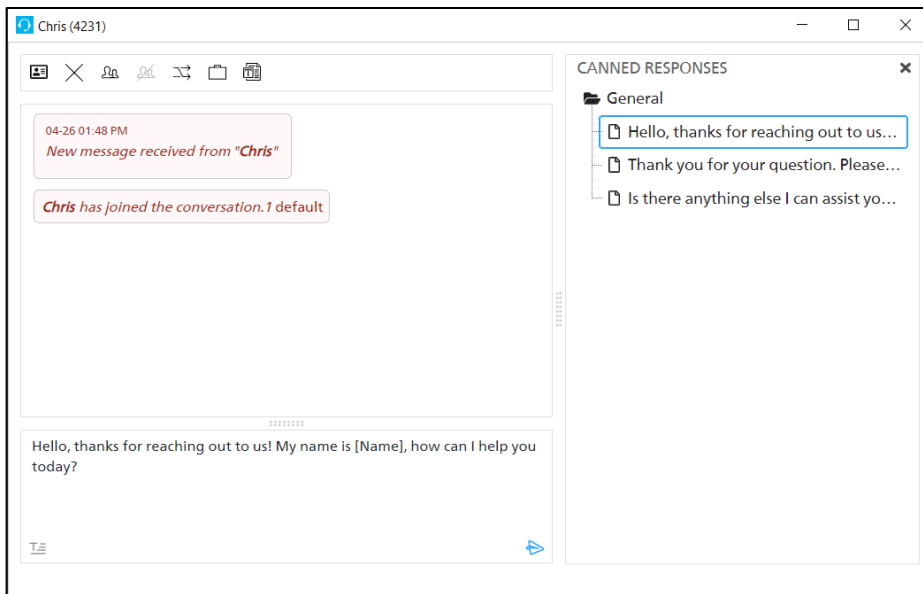 Chris (4231)
04-26 01:48 PM
New message received from "Chris"
Chris has joined the conversation.1 default
Hello, thanks for reaching out to us! My name is [Name], how can I help you
today?
CANNED RESPONSES
General
Hello, thanks for reaching out to us...
Thank you for your question. Please...
Is there anything else I can assist yo...